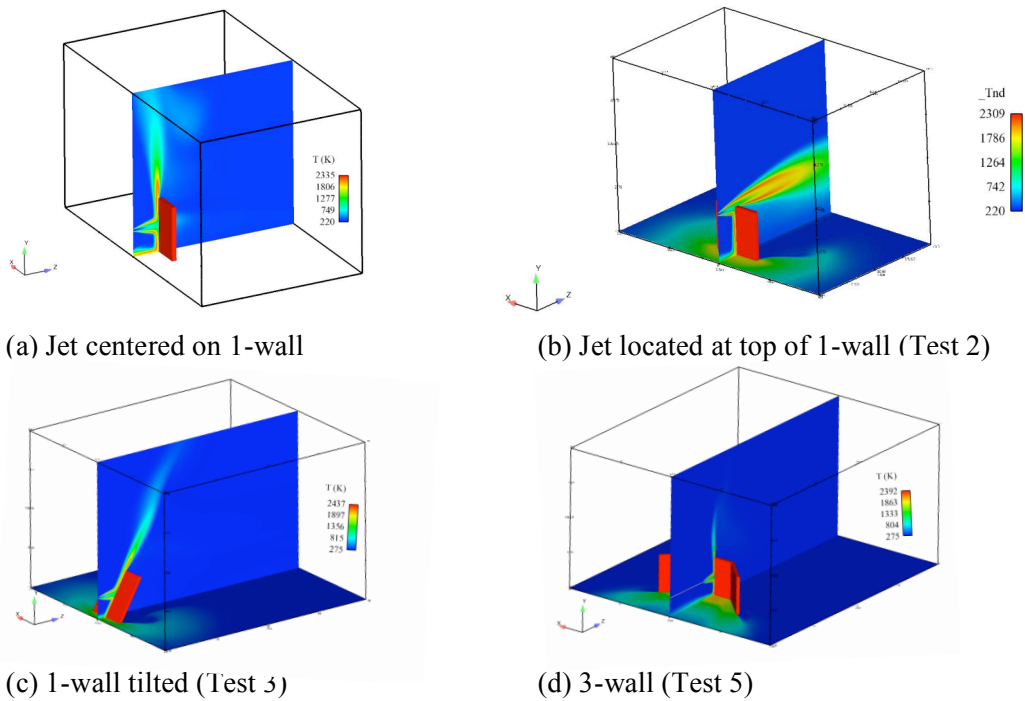 T (K)
2335
1806
1277
749
220
Y
X
Z
_Tnd
2309
1786
1264
742
220
Y
X
Z
(a) Jet centered on 1-wall
(b) Jet located at top of 1-wall (Test 2)
T (K)
2437
1897
1356
815
275
Y
X
Z
T (K)
2392
1863
1333
804
275
Y
X
Z
(c) 1-wall tilted (Test 3)
(d) 3-wall (Test 5)